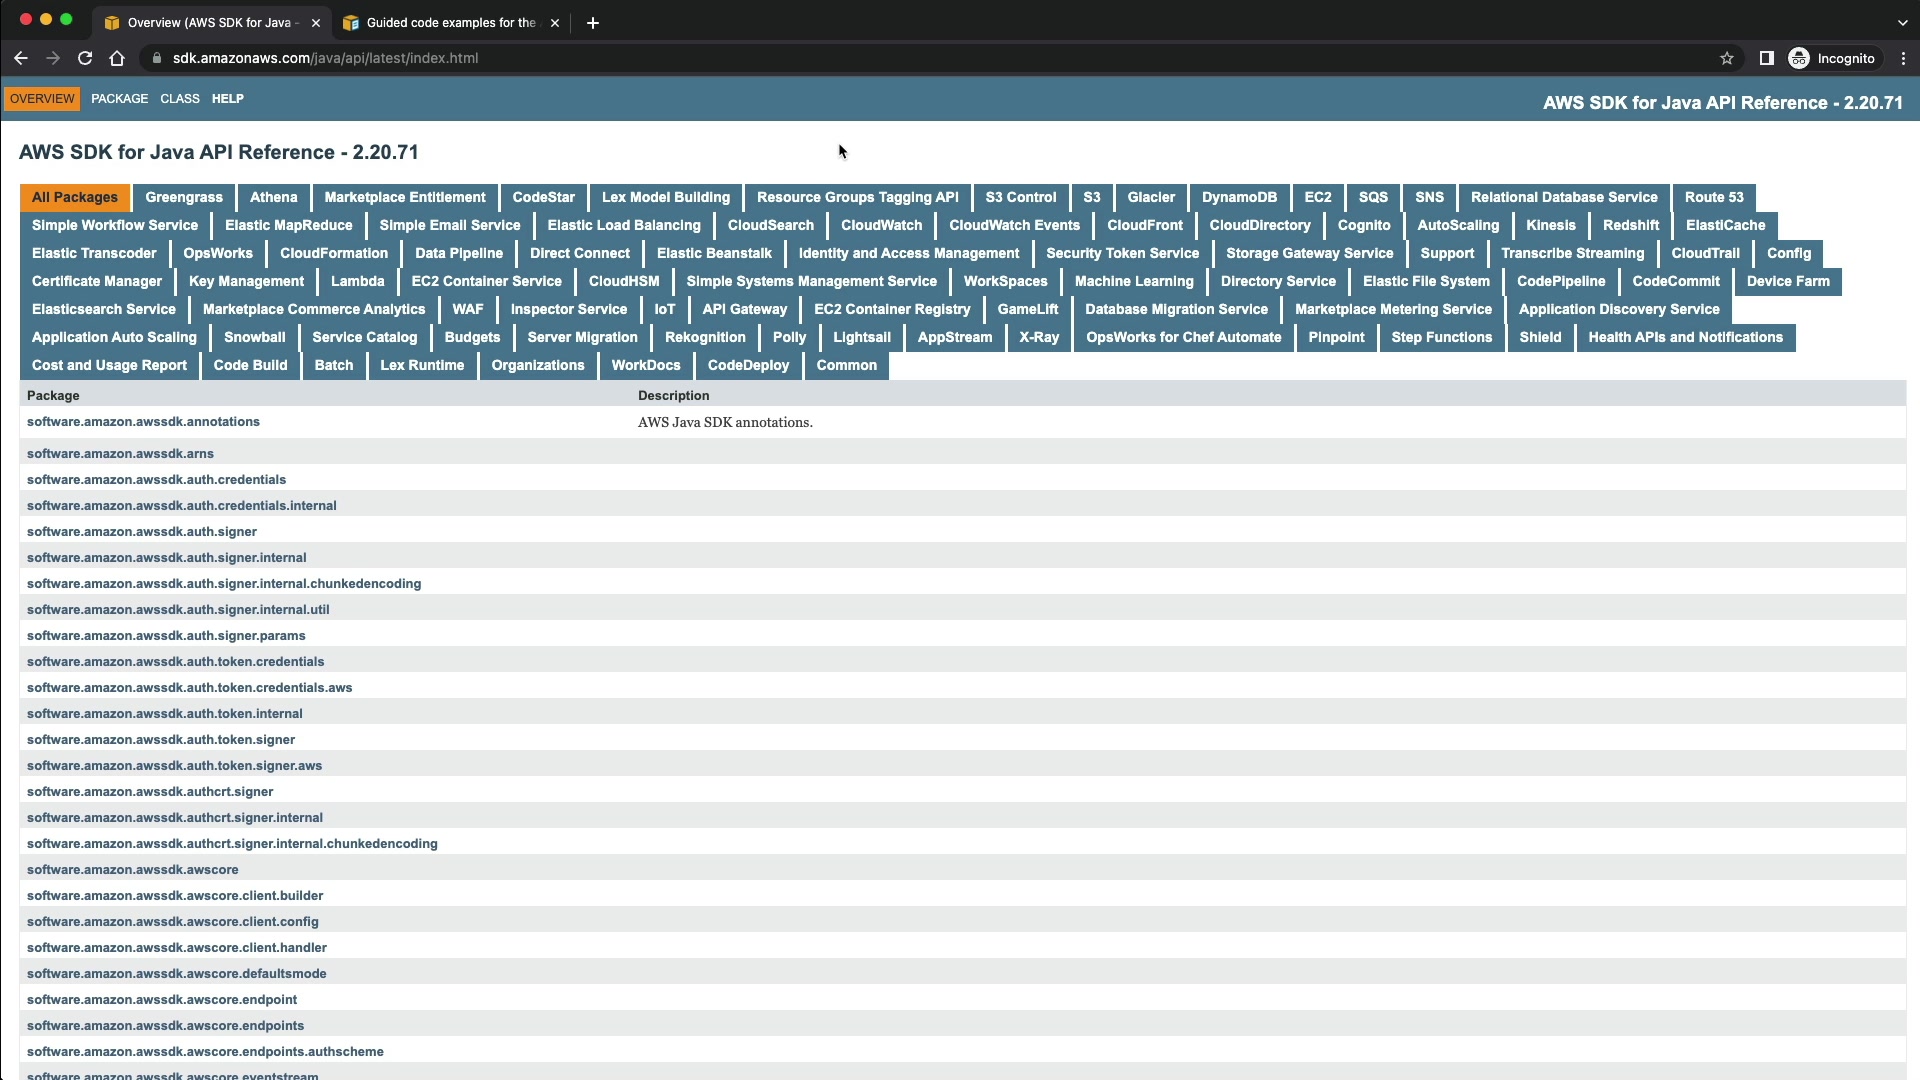 Overview (AWS SDK for Java -
Guided code examples for the
sdk.amazonaws.com/java/api/latest/index.html
Incognito
OVERVIEW PACKAGE CLASS HELP
AWS SDK for Java API Reference - 2.20.71
AWS SDK for Java API Reference - 2.20.71
All Packages Greengrass Athena Marketplace Entitlement CodeStar Lex Model Building Resource Groups Tagging API S3 Control S3 Glacier DynamoDB EC2 SQS SNS Relational Database Service Route 53
Simple Workflow Service Elastic MapReduce Simple Email Service Elastic Load Balancing CloudSearch CloudWatch CloudWatch Events CloudFront CloudDirectory Cognito AutoScaling Kinesis Redshift ElastiCache
Elastic Transcoder OpsWorks CloudFormation Data Pipeline Direct Connect Elastic Beanstalk Identity and Access Management Security Token Service Storage Gateway Service Support Transcribe Streaming CloudTrail Config
Certificate Manager Key Management Lambda EC2 Container Service CloudHSM Simple Systems Management Service WorkSpaces Machine Learning Directory Service Elastic File System CodePipeline CodeCommit Device Farm
Elasticsearch Service Marketplace Commerce Analytics WAF Inspector Service IoT API Gateway EC2 Container Registry GameLift Database Migration Service Marketplace Metering Service Application Discovery Service
Application Auto Scaling Snowball Service Catalog Budgets Server Migration Rekognition Polly Lightsail AppStream X-Ray OpsWorks for Chef Automate Pinpoint Step Functions Shield Health APIs and Notifications
Cost and Usage Report Code Build Batch Lex Runtime Organizations WorkDocs CodeDeploy Common
Package Description
software.amazon.awssdk.annotations AWS Java SDK annotations.
software.amazon.awssdk.arns
software.amazon.awssdk.auth.credentials
software.amazon.awssdk.auth.credentials.internal
software.amazon.awssdk.auth.signer
software.amazon.awssdk.auth.signer.internal
software.amazon.awssdk.auth.signer.internal.chunkedencoding
software.amazon.awssdk.auth.signer.internal.util
software.amazon.awssdk.auth.signer.params
software.amazon.awssdk.auth.token.credentials
software.amazon.awssdk.auth.token.credentials.aws
software.amazon.awssdk.auth.token.internal
software.amazon.awssdk.auth.token.signer
software.amazon.awssdk.auth.token.signer.aws
software.amazon.awssdk.authcrt.signer
software.amazon.awssdk.authcrt.signer.internal
software.amazon.awssdk.authcrt.signer.internal.chunkedencoding
software.amazon.awssdk.awscore
software.amazon.awssdk.awscore.client.builder
software.amazon.awssdk.awscore.client.config
software.amazon.awssdk.awscore.client.handler
software.amazon.awssdk.awscore.defaultsmode
software.amazon.awssdk.awscore.endpoint
software.amazon.awssdk.awscore.endpoints
software.amazon.awssdk.awscore.endpoints.authscheme
software.amazon.awssdk.awscore.eventstream